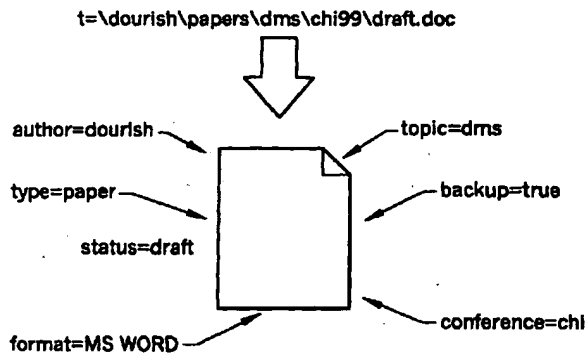 t=\dourish\papers\dms\chi99\draft.doc
author=dourish
topic=dms
type=paper
backup=true
status=draft
conference=chi
format=MS WORD